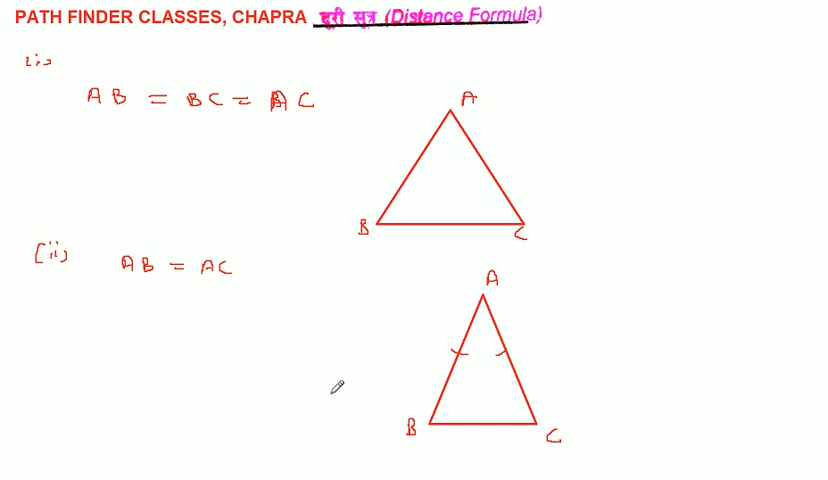 PATH FINDER CLASSES, CHAPRA दूरी सूत्र (Distance Formula)
(i)
AB = BC = AC
A
B
C
(ii)
AB = AC
A
B
C